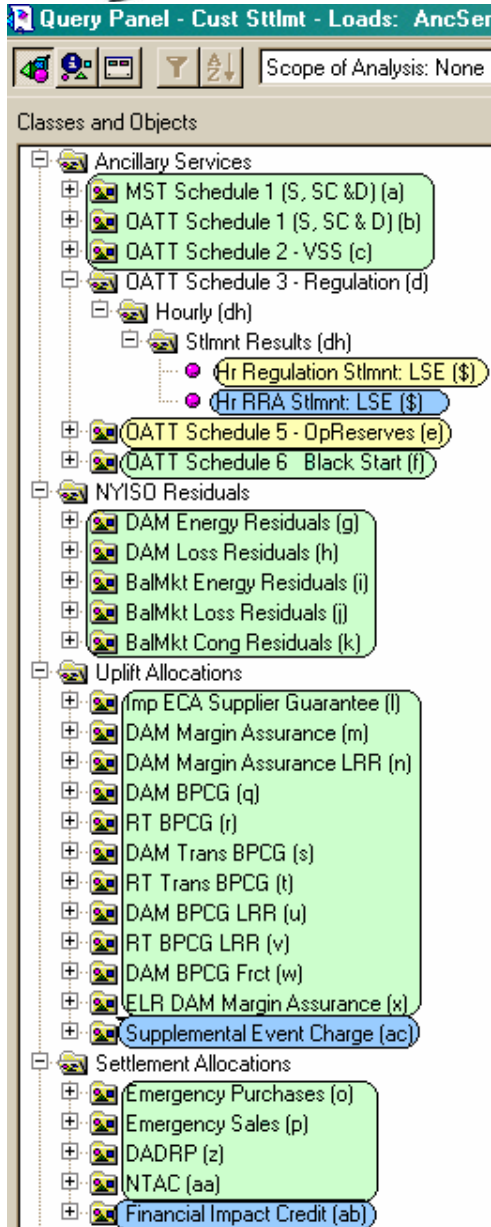 Query Panel - Cust Sttlmt - Loads: AncSer
Scope of Analysis: None
Classes and Objects
Ancillary Services
MST Schedule 1 (S, SC &D) (a)
OATT Schedule 1 (S, SC & D) (b)
OATT Schedule 2 - VSS (c)
OATT Schedule 3 - Regulation (d)
Hourly (dh)
Stlmnt Results (dh)
Hr Regulation Stlmnt: LSE ($)
Hr RRA Stlmnt: LSE ($)
OATT Schedule 5 - OpReserves (e)
OATT Schedule 6 Black Start (f)
NYISO Residuals
DAM Energy Residuals (g)
DAM Loss Residuals (h)
BalMkt Energy Residuals (i)
BalMkt Loss Residuals (j)
BalMkt Cong Residuals (k)
Uplift Allocations
Imp ECA Supplier Guarantee (l)
DAM Margin Assurance (m)
DAM Margin Assurance LRR (n)
DAM BPCG (q)
RT BPCG (r)
DAM Trans BPCG (s)
RT Trans BPCG (t)
DAM BPCG LRR (u)
RT BPCG LRR (v)
DAM BPCG Frct (w)
ELR DAM Margin Assurance (x)
Supplemental Event Charge (ac)
Settlement Allocations
Emergency Purchases (o)
Emergency Sales (p)
DADRP (z)
NTAC (aa)
Financial Impact Credit (ab)